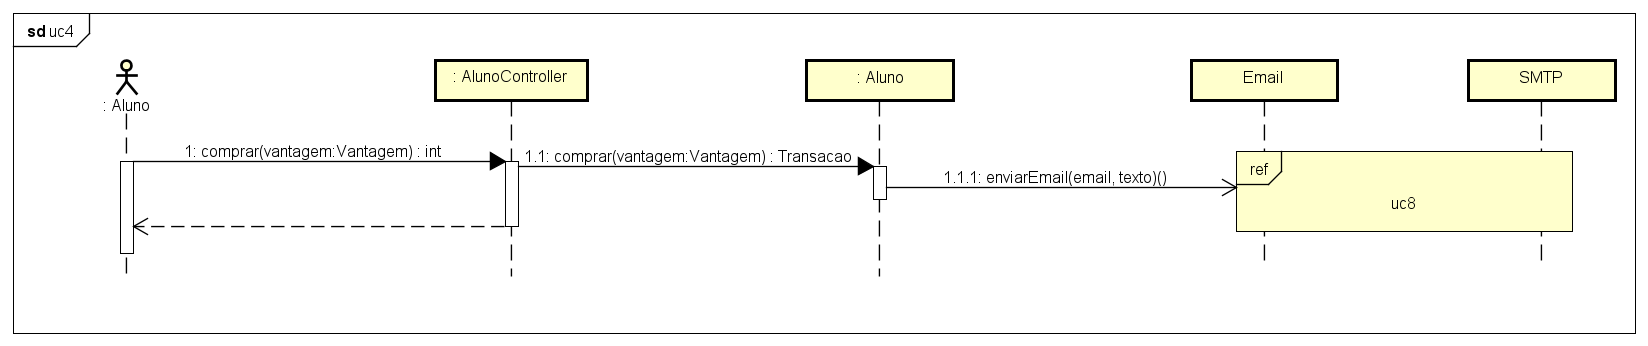 sd uc4
: Aluno
: AlunoController
: Aluno
Email
SMTP
1: comprar(vantagem:Vantagem) : int
1.1: comprar(vantagem:Vantagem) : Transacao
1.1.1: enviarEmail(email, texto)()
ref
uc8